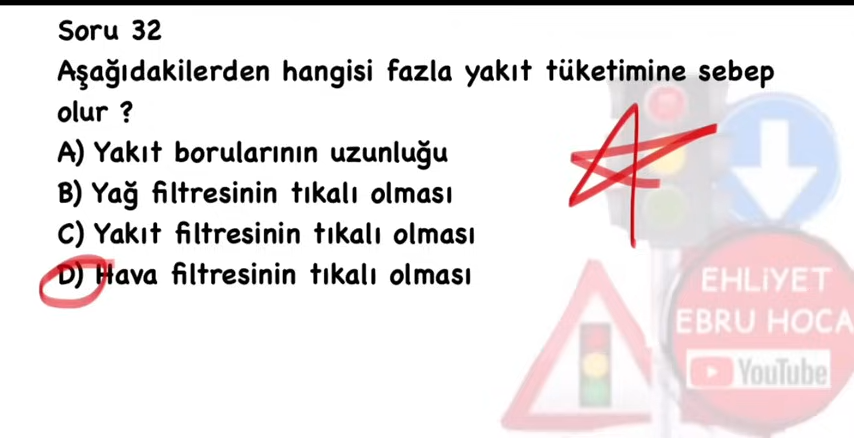 Soru 32
Aşağıdakilerden hangisi fazla yakıt tüketimine sebep
olur ?
A) Yakıt borularının uzunluğu
B) Yağ filtresinin tıkalı olması
C) Yakıt filtresinin tıkalı olması
D) Hava filtresinin tıkalı olması
EHLİYET
EBRU HOCA
YouTube